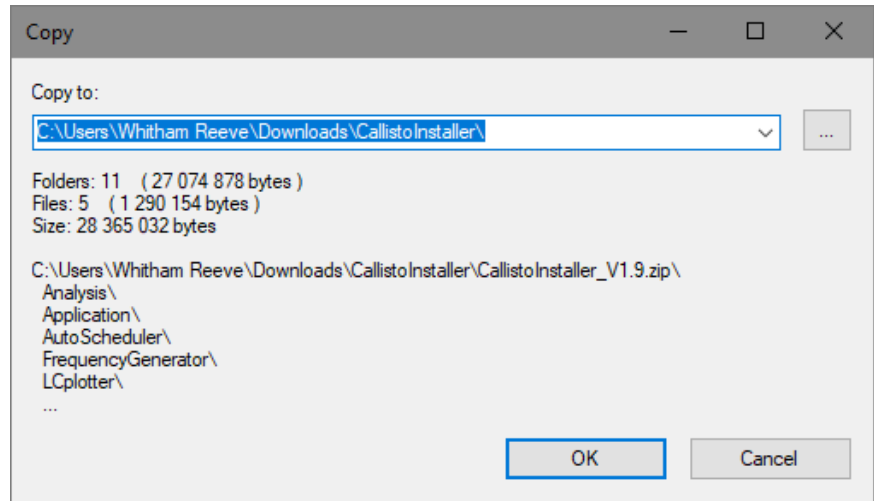 Copy
Copy to:
C:\Users\Whitham Reeve\Downloads\CallistoInstaller\
...
Folders: 11 ( 27 074 878 bytes )
Files: 5 ( 1 290 154 bytes )
Size: 28 365 032 bytes
C:\Users\Whitham Reeve\Downloads\CallistoInstaller\CallistoInstaller_V1.9.zip\
Analysis\
Application\
AutoScheduler\
FrequencyGenerator\
LCplotter\
...
OK
Cancel